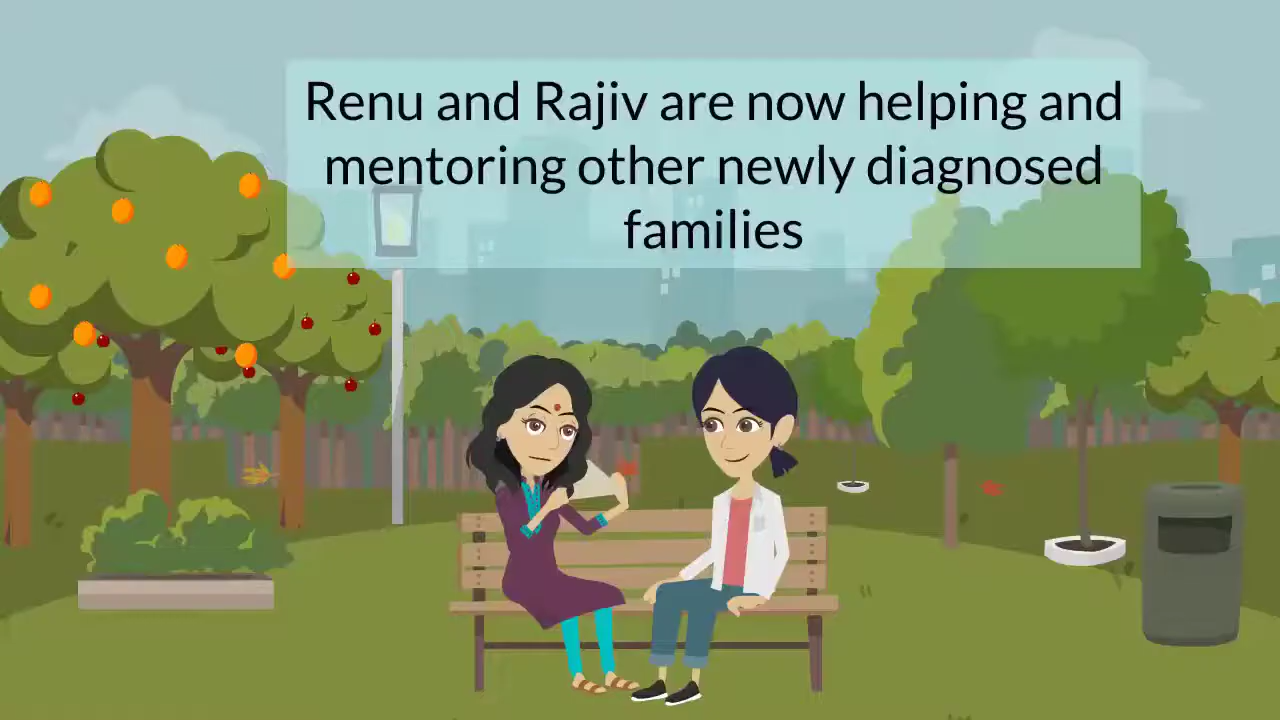 Renu and Rajiv are now helping and
mentoring other newly diagnosed
families